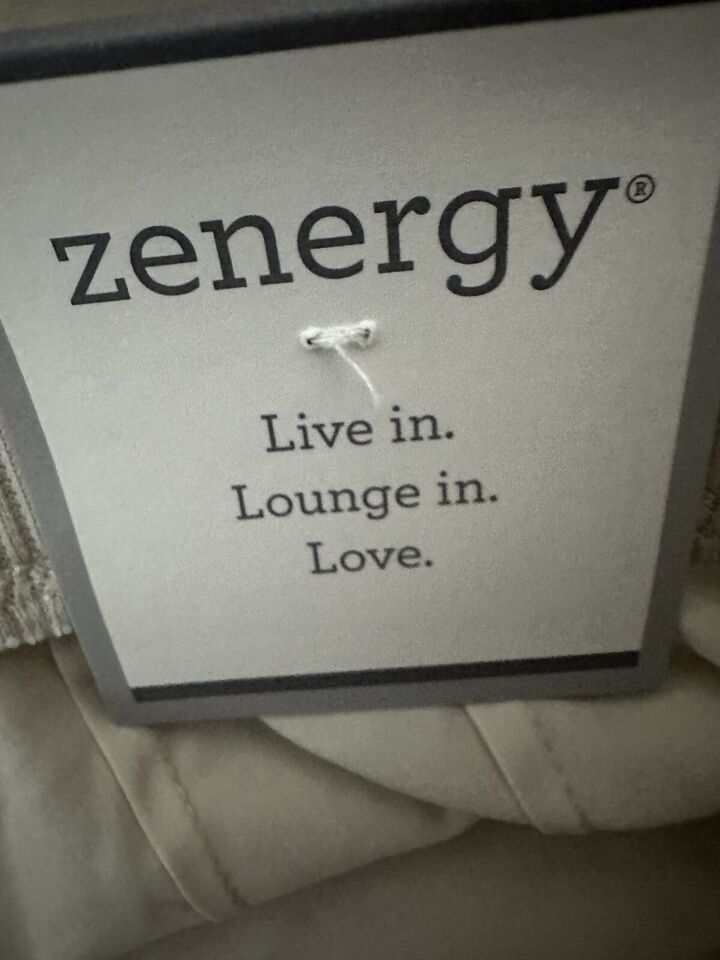 zenergy®
Live in.
Lounge in.
Love.